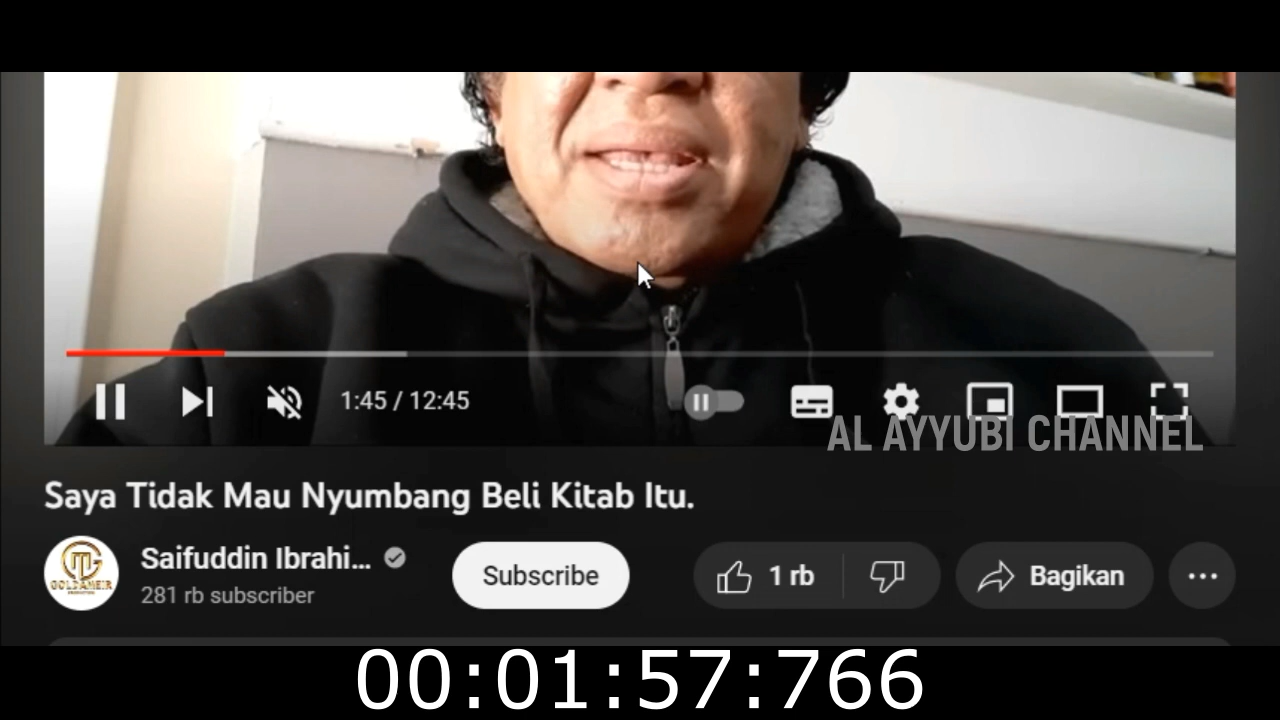 1:45 / 12:45
AL AYYUBI CHANNEL
Saya Tidak Mau Nyumbang Beli Kitab Itu.
GOLDAMEIR
Saifuddin Ibrahi...
281 rb subscriber
Subscribe
1 rb
Bagikan
00:01:57:766